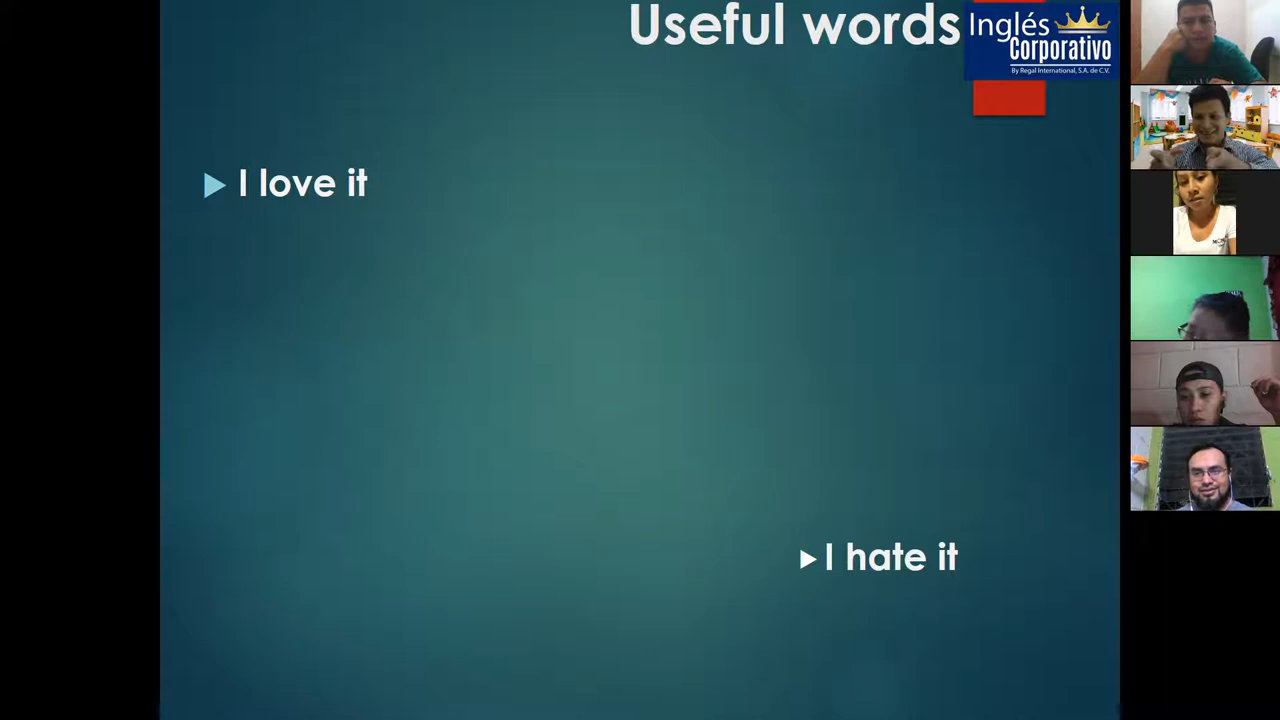 Useful words
Inglés
Corporativo
By Regal International, S.A. de C.V.
I love it
I hate it